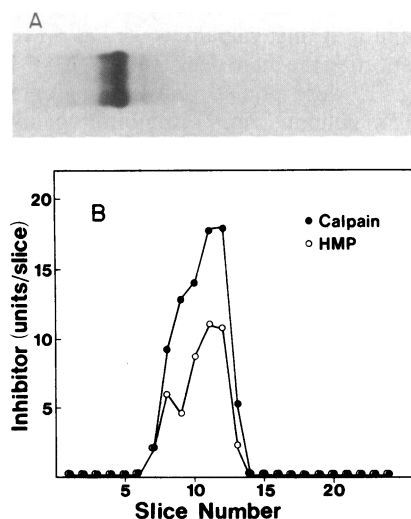 A
B
Inhibitor (units/slice)
20
15
10
5
● Calpain
○ HMP
5
10
15
20
Slice Number